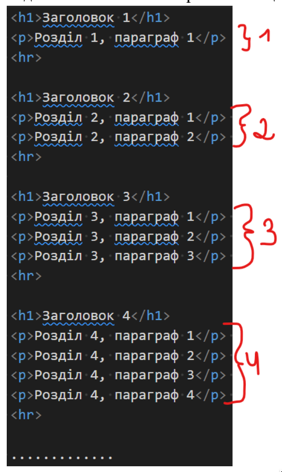 <h1>Заголовок 1</h1>
<p>Розділ 1, параграф 1</p> } 1
<hr>
<h1>Заголовок 2</h1>
<p>Розділ 2, параграф 1</p>
<p>Розділ 2, параграф 2</p> } 2
<hr>
<h1>Заголовок 3</h1>
<p>Розділ 3, параграф 1</p>
<p>Розділ 3, параграф 2</p> } 3
<p>Розділ 3, параграф 3</p>
<hr>
<h1>Заголовок 4</h1>
<p>Розділ 4, параграф 1</p>
<p>Розділ 4, параграф 2</p> } 4
<p>Розділ 4, параграф 3</p>
<p>Розділ 4, параграф 4</p>
<hr>
.............